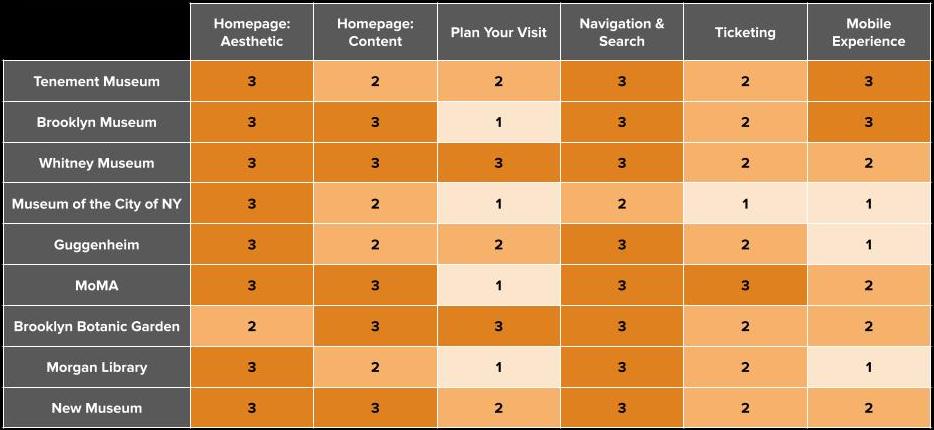 Homepage: Aesthetic Homepage: Content Plan Your Visit Navigation & Search Ticketing Mobile Experience
Tenement Museum 3 2 2 3 2 3
Brooklyn Museum 3 3 1 3 2 3
Whitney Museum 3 3 3 3 2 2
Museum of the City of NY 3 2 1 2 1 1
Guggenheim 3 2 2 3 2 1
MoMA 3 3 1 3 3 2
Brooklyn Botanic Garden 2 3 3 3 2 2
Morgan Library 3 2 1 3 2 1
New Museum 3 3 2 3 2 2